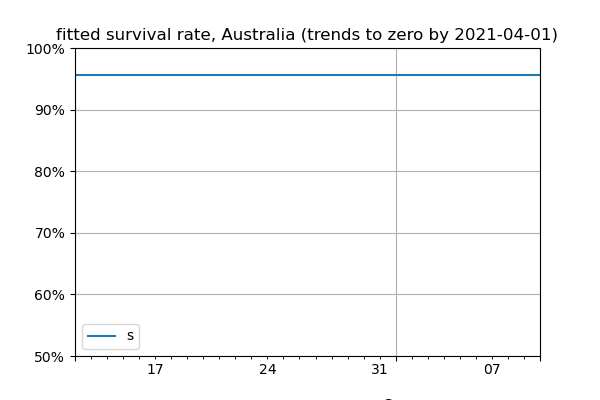 fitted survival rate, Australia (trends to zero by 2021-04-01)
100%
90%
80%
70%
60%
50%
s
17 24 31 07